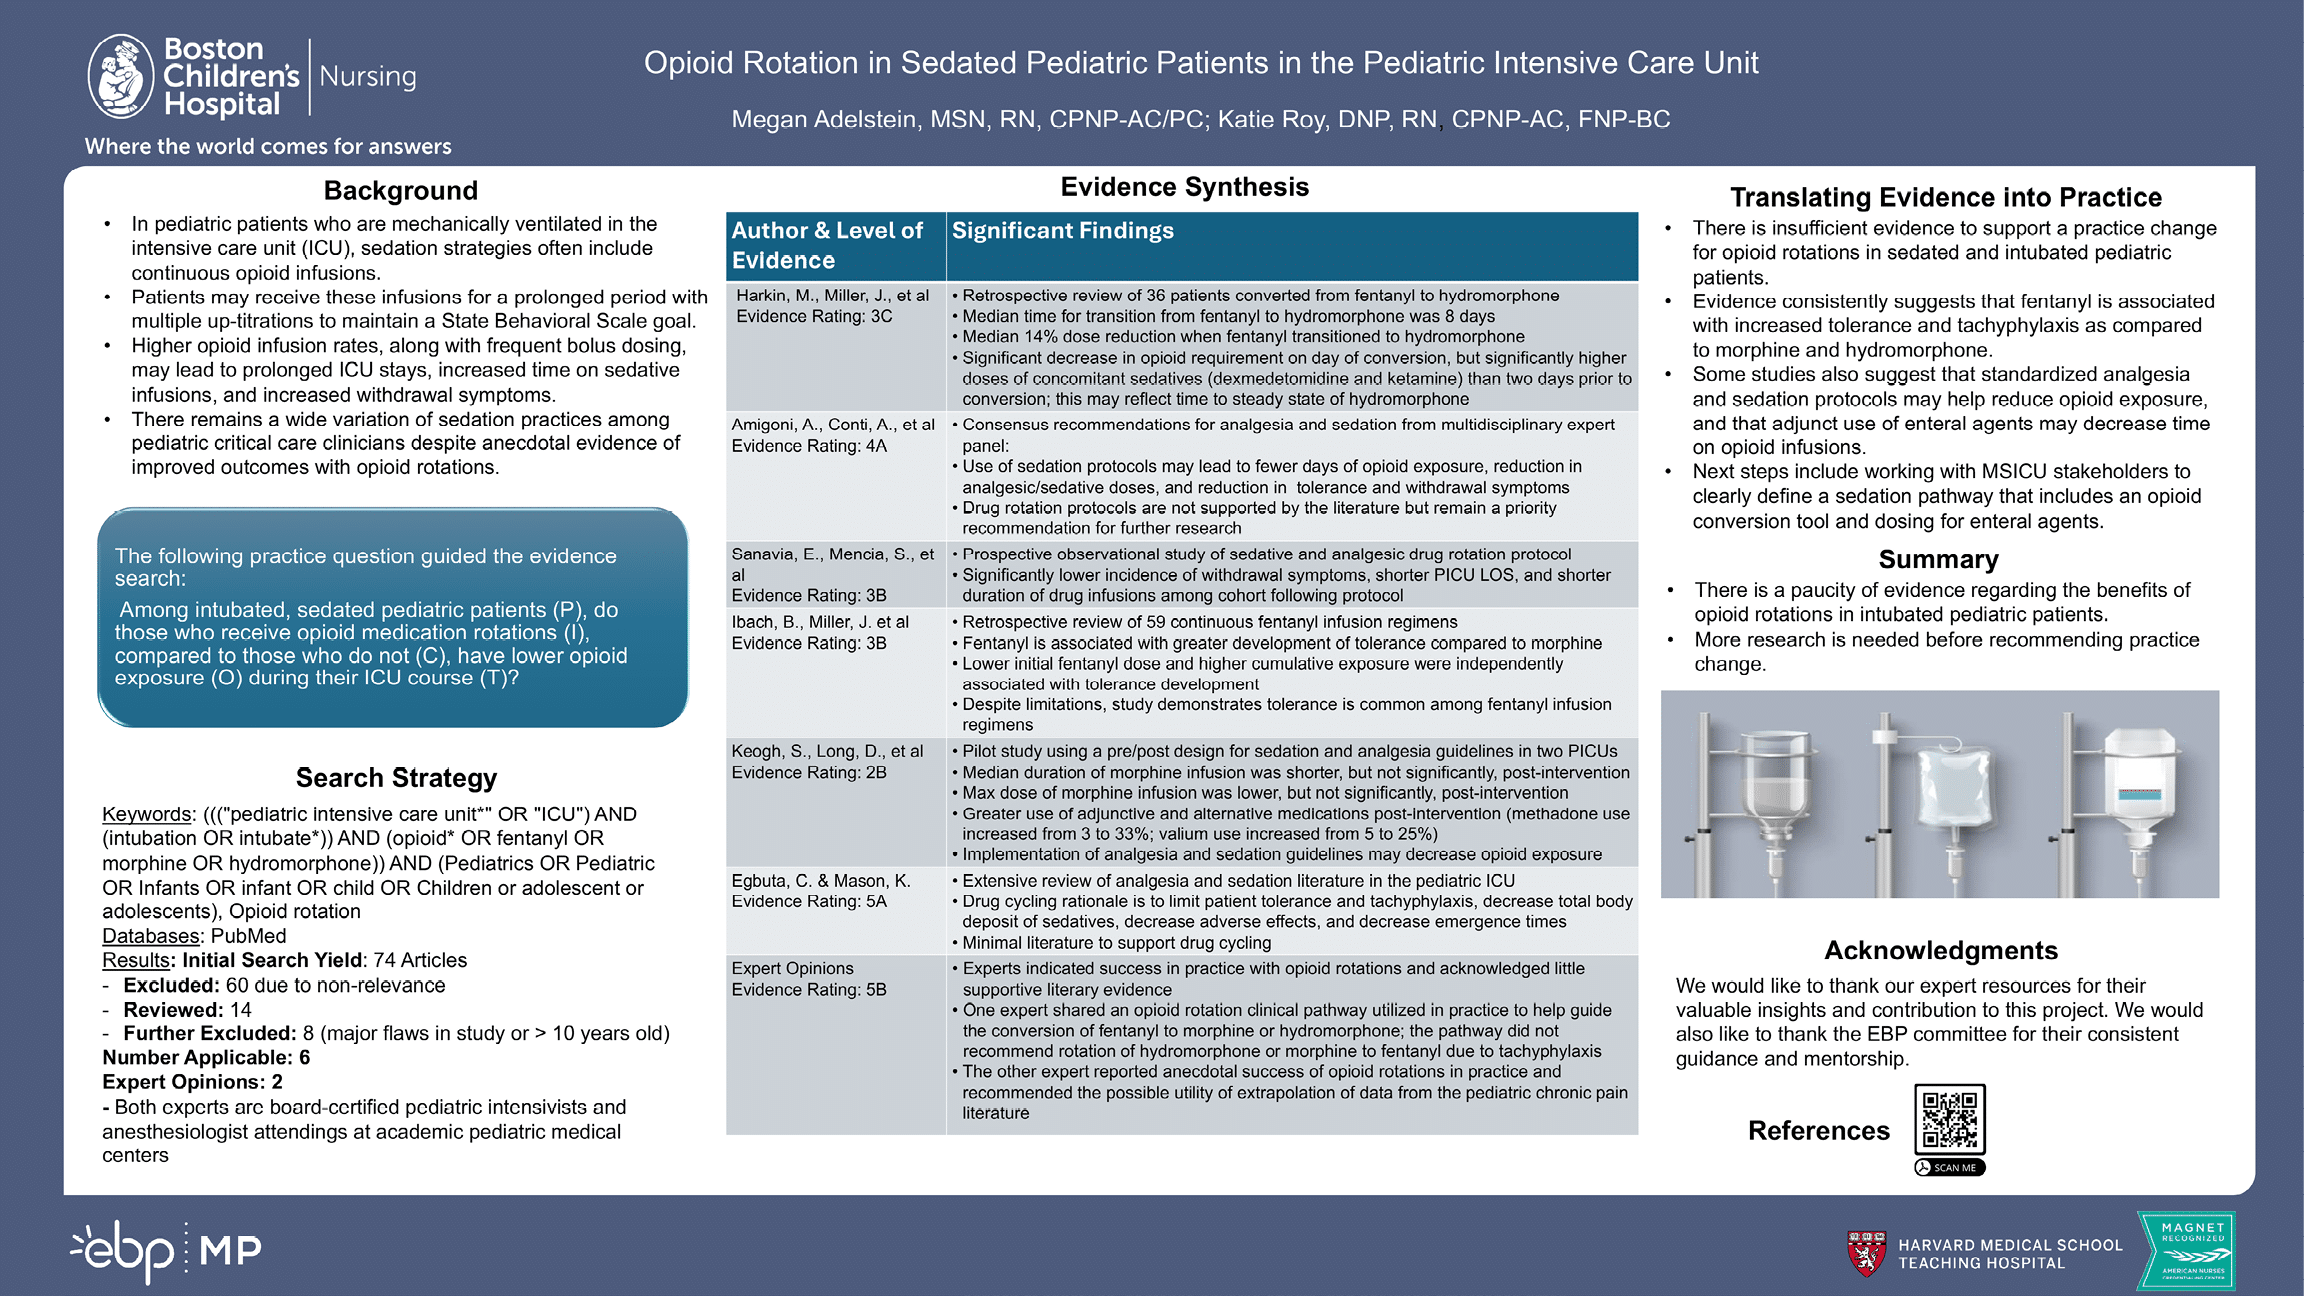 Boston
Children's
Hospital
Nursing
Where the world comes for answers
Opioid Rotation in Sedated Pediatric Patients in the Pediatric Intensive Care Unit
Megan Adelstein, MSN, RN, CPNP-AC/PC; Katie Roy, DNP, RN, CPNP-AC, FNP-BC
Background
• In pediatric patients who are mechanically ventilated in the
intensive care unit (ICU), sedation strategies often include
continuous opioid infusions.
• Patients may receive these infusions for a prolonged period with
multiple up-titrations to maintain a State Behavioral Scale goal.
• Higher opioid infusion rates, along with frequent bolus dosing,
may lead to prolonged ICU stays, increased time on sedative
infusions, and increased withdrawal symptoms.
• There remains a wide variation of sedation practices among
pediatric critical care clinicians despite anecdotal evidence of
improved outcomes with opioid rotations.
The following practice question guided the evidence
search:
Among intubated, sedated pediatric patients (P), do
those who receive opioid medication rotations (I),
compared to those who do not (C), have lower opioid
exposure (O) during their ICU course (T)?
Search Strategy
Keywords: ((("pediatric intensive care unit*" OR "ICU") AND
(intubation OR intubate*)) AND (opioid* OR fentanyl OR
morphine OR hydromorphone)) AND (Pediatrics OR Pediatric
OR Infants OR infant OR child OR Children or adolescent or
adolescents), Opioid rotation
Databases: PubMed
Results: Initial Search Yield: 74 Articles
- Excluded: 60 due to non-relevance
- Reviewed: 14
- Further Excluded: 8 (major flaws in study or > 10 years old)
Number Applicable: 6
Expert Opinions: 2
- Both experts are board-certified pediatric intensivists and
anesthesiologist attendings at academic pediatric medical
centers
Evidence Synthesis
Author & Level of
Evidence
Significant Findings
Harkin, M., Miller, J., et al
Evidence Rating: 3C
• Retrospective review of 36 patients converted from fentanyl to hydromorphone
• Median time for transition from fentanyl to hydromorphone was 8 days
• Median 14% dose reduction when fentanyl transitioned to hydromorphone
• Significant decrease in opioid requirement on day of conversion, but significantly higher
doses of concomitant sedatives (dexmedetomidine and ketamine) than two days prior to
conversion; this may reflect time to steady state of hydromorphone
Amigoni, A., Conti, A., et al
Evidence Rating: 4A
• Consensus recommendations for analgesia and sedation from multidisciplinary expert
panel:
• Use of sedation protocols may lead to fewer days of opioid exposure, reduction in
analgesic/sedative doses, and reduction in tolerance and withdrawal symptoms
• Drug rotation protocols are not supported by the literature but remain a priority
recommendation for further research
Sanavia, E., Mencia, S., et
al
Evidence Rating: 3B
• Prospective observational study of sedative and analgesic drug rotation protocol
• Significantly lower incidence of withdrawal symptoms, shorter PICU LOS, and shorter
duration of drug infusions among cohort following protocol
Ibach, B., Miller, J. et al
Evidence Rating: 3B
• Retrospective review of 59 continuous fentanyl infusion regimens
• Fentanyl is associated with greater development of tolerance compared to morphine
• Lower initial fentanyl dose and higher cumulative exposure were independently
associated with tolerance development
• Despite limitations, study demonstrates tolerance is common among fentanyl infusion
regimens
Keogh, S., Long, D., et al
Evidence Rating: 2B
• Pilot study using a pre/post design for sedation and analgesia guidelines in two PICUs
• Median duration of morphine infusion was shorter, but not significantly, post-intervention
• Max dose of morphine infusion was lower, but not significantly, post-intervention
• Greater use of adjunctive and alternative medications post-intervention (methadone use
increased from 3 to 33%; valium use increased from 5 to 25%)
• Implementation of analgesia and sedation guidelines may decrease opioid exposure
Egbuta, C. & Mason, K.
Evidence Rating: 5A
• Extensive review of analgesia and sedation literature in the pediatric ICU
• Drug cycling rationale is to limit patient tolerance and tachyphylaxis, decrease total body
deposit of sedatives, decrease adverse effects, and decrease emergence times
• Minimal literature to support drug cycling
Expert Opinions
Evidence Rating: 5B
• Experts indicated success in practice with opioid rotations and acknowledged little
supportive literary evidence
• One expert shared an opioid rotation clinical pathway utilized in practice to help guide
the conversion of fentanyl to morphine or hydromorphone; the pathway did not
recommend rotation of hydromorphone or morphine to fentanyl due to tachyphylaxis
• The other expert reported anecdotal success of opioid rotations in practice and
recommended the possible utility of extrapolation of data from the pediatric chronic pain
literature
Translating Evidence into Practice
• There is insufficient evidence to support a practice change
for opioid rotations in sedated and intubated pediatric
patients.
• Evidence consistently suggests that fentanyl is associated
with increased tolerance and tachyphylaxis as compared
to morphine and hydromorphone.
• Some studies also suggest that standardized analgesia
and sedation protocols may help reduce opioid exposure,
and that adjunct use of enteral agents may decrease time
on opioid infusions.
• Next steps include working with MSICU stakeholders to
clearly define a sedation pathway that includes an opioid
conversion tool and dosing for enteral agents.
Summary
• There is a paucity of evidence regarding the benefits of
opioid rotations in intubated pediatric patients.
• More research is needed before recommending practice
change.
Acknowledgments
We would like to thank our expert resources for their
valuable insights and contribution to this project. We would
also like to thank the EBP committee for their consistent
guidance and mentorship.
References
SCAN ME
ebp MP
HARVARD MEDICAL SCHOOL
TEACHING HOSPITAL
MAGNET
RECOGNIZED
AMERICAN NURSES
CREDENTIALING CENTER